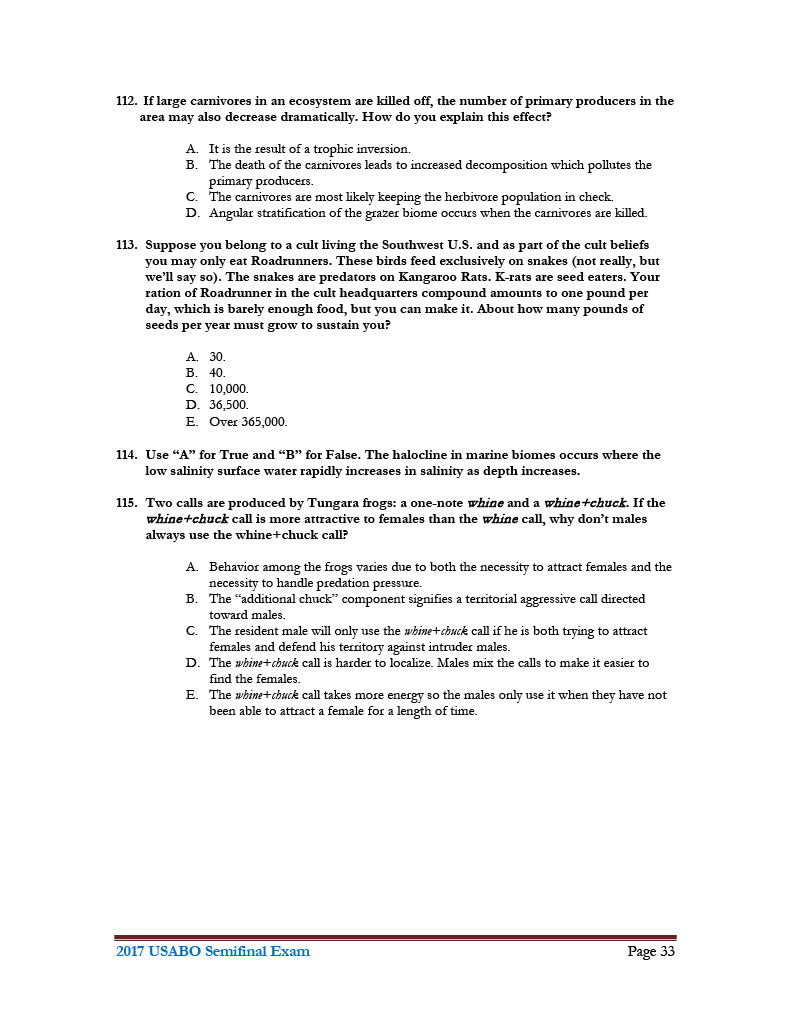 112. If large carnivores in an ecosystem are killed off, the number of primary producers in the
area may also decrease dramatically. How do you explain this effect?
A. It is the result of a trophic inversion.
B. The death of the carnivores leads to increased decomposition which pollutes the
primary producers.
C. The carnivores are most likely keeping the herbivore population in check.
D. Angular stratification of the grazer biome occurs when the carnivores are killed.
113. Suppose you belong to a cult living the Southwest U.S. and as part of the cult beliefs
you may only eat Roadrunners. These birds feed exclusively on snakes (not really, but
we'll say so). The snakes are predators on Kangaroo Rats. K-rats are seed eaters. Your
ration of Roadrunner in the cult headquarters compound amounts to one pound per
day, which is barely enough food, but you can make it. About how many pounds of
seeds per year must grow to sustain you?
A. 30.
B. 40.
C. 10,000.
D. 36,500.
E. Over 365,000.
114. Use “A” for True and “B” for False. The halocline in marine biomes occurs where the
low salinity surface water rapidly increases in salinity as depth increases.
115. Two calls are produced by Tungara frogs: a one-note whine and a whine+chuck. If the
whine+chuck call is more attractive to females than the whine call, why don't males
always use the whine+chuck call?
A. Behavior among the frogs varies due to both the necessity to attract females and the
necessity to handle predation pressure.
B. The “additional chuck” component signifies a territorial aggressive call directed
toward males.
C. The resident male will only use the whine+chuck call if he is both trying to attract
females and defend his territory against intruder males.
D. The whine+chuck call is harder to localize. Males mix the calls to make it easier to
find the females.
E. The whine+chuck call takes more energy so the males only use it when they have not
been able to attract a female for a length of time.
2017 USABO Semifinal Exam Page 33